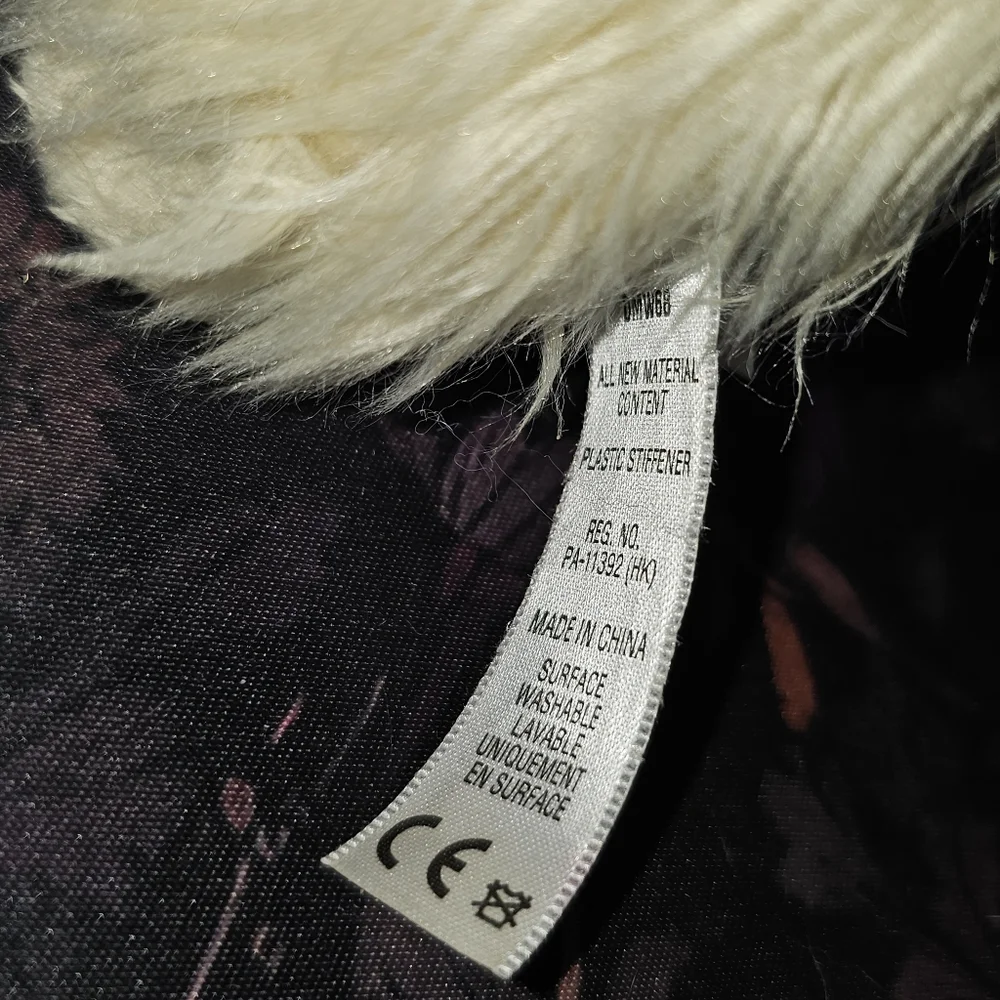 ALL NEW MATERIAL
CONTENT
PLASTIC STIFFENER
REG. NO.
PA-11392 (HK)
MADE IN CHINA
SURFACE
WASHABLE
LAVABLE
UNIQUEMENT
EN SURFACE
CE